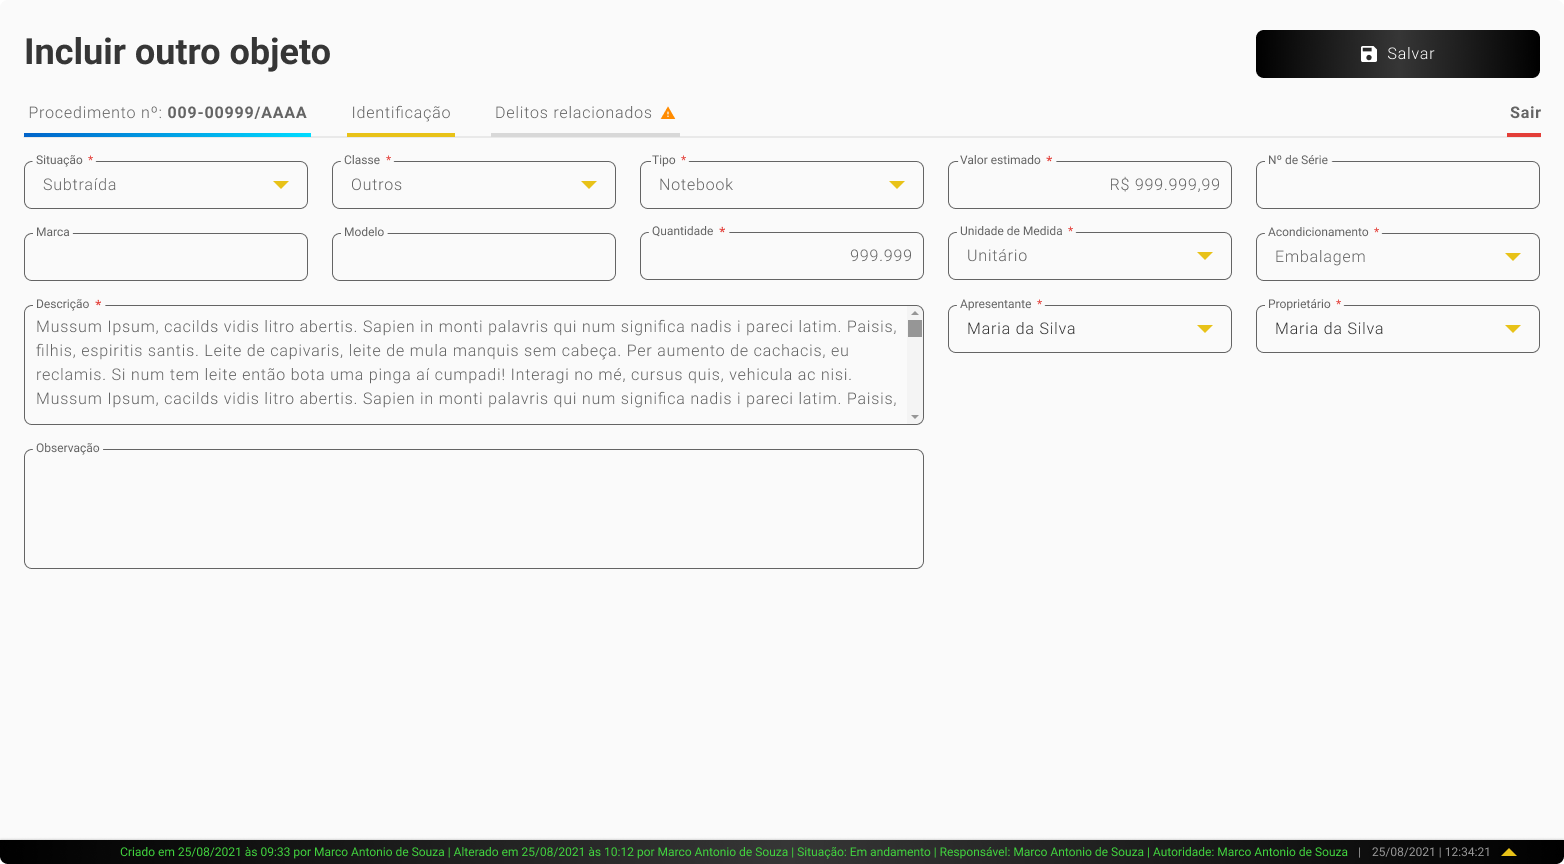 Incluir outro objeto
Salvar
Procedimento nº: 009-00999/AAAA
Identificação
Delitos relacionados
Sair
Situação *
Subtraída
Classe *
Outros
Tipo *
Notebook
Valor estimado *
R$ 999.999,99
Nº de Série
Marca
Modelo
Quantidade *
999.999
Unidade de Medida *
Unitário
Acondicionamento *
Embalagem
Descrição *
Mussum Ipsum, cacilds vidis litro abertis. Sapien in monti palavris qui num significa nadis i pareci latim. Paisis,
filhis, espiritis santis. Leite de capivaris, leite de mula manquis sem cabeça. Per aumento de cachacis, eu
reclamis. Si num tem leite então bota uma pinga aí cumpadi! Interagi no mé, cursus quis, vehicula ac nisi.
Mussum Ipsum, cacilds vidis litro abertis. Sapien in monti palavris qui num significa nadis i pareci latim. Paisis,
Apresentante *
Maria da Silva
Proprietário *
Maria da Silva
Observação
Criado em 25/08/2021 às 09:33 por Marco Antonio de Souza | Alterado em 25/08/2021 às 10:12 por Marco Antonio de Souza | Situação: Em andamento | Responsável: Marco Antonio de Souza | Autoridade: Marco Antonio de Souza | 25/08/2021 | 12:34:21